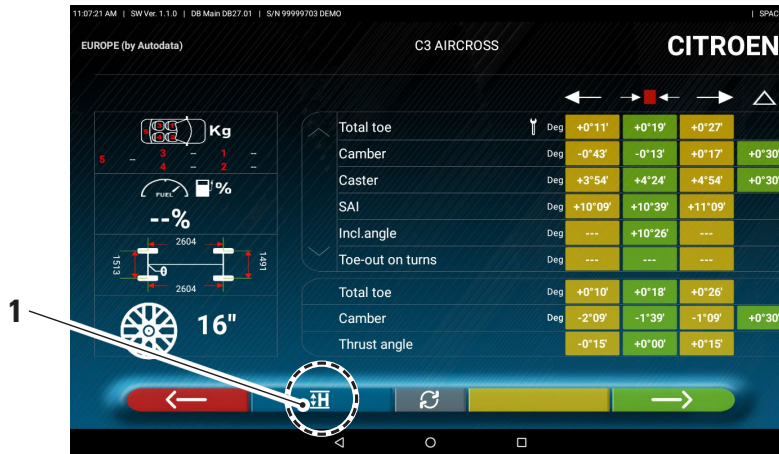 11:07:21 AM | SW Ver. 1.1.0 | DB Main DB27.01 | S/N 99999703 DEMO | SPAC
EUROPE (by Autodata) C3 AIRCROSS CITROEN
Kg
5 -- 3 -- 1 --
4 -- 2 --
FUEL %
--%
2604
1513 θ 1491
2604
16"
Total toe Deg +0°11' +0°19' +0°27'
Camber Deg -0°43' -0°13' +0°17' +0°30'
Caster Deg +3°54' +4°24' +4°54' +0°30'
SAI Deg +10°09' +10°39' +11°09'
Incl.angle Deg --- +10°26' ---
Toe-out on turns Deg --- --- ---
Total toe Deg +0°10' +0°18' +0°26'
Camber Deg -2°09' -1°39' -1°09' +0°30'
Thrust angle -0°15' +0°00' +0°15'
1
H